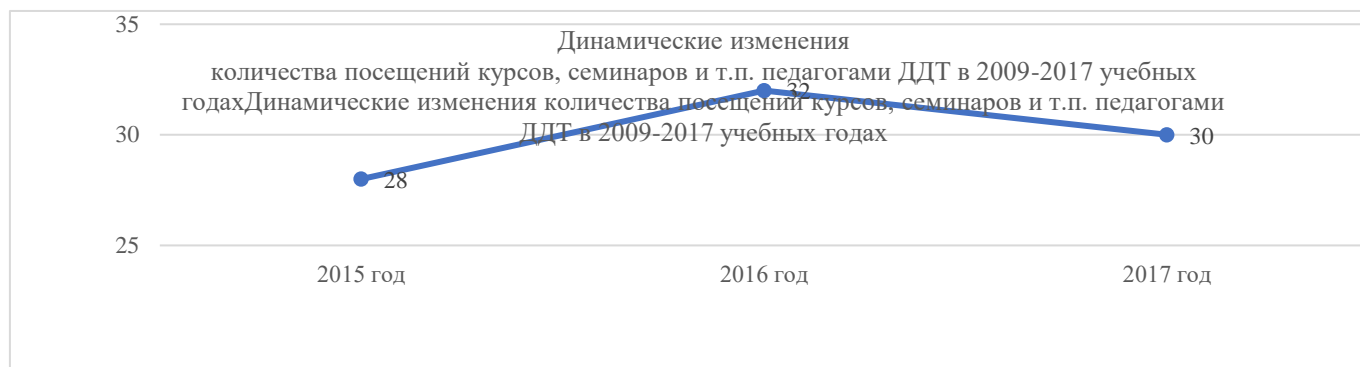 35
Динамические изменения
количества посещений курсов, семинаров и т.п. педагогами ДДТ в 2009-2017 учебных
годахДинамические изменения количества посещений курсов, семинаров и т.п. педагогами
ДДТ в 2009-2017 учебных годах
32
30
30
28
25
2015 год
2016 год
2017 год